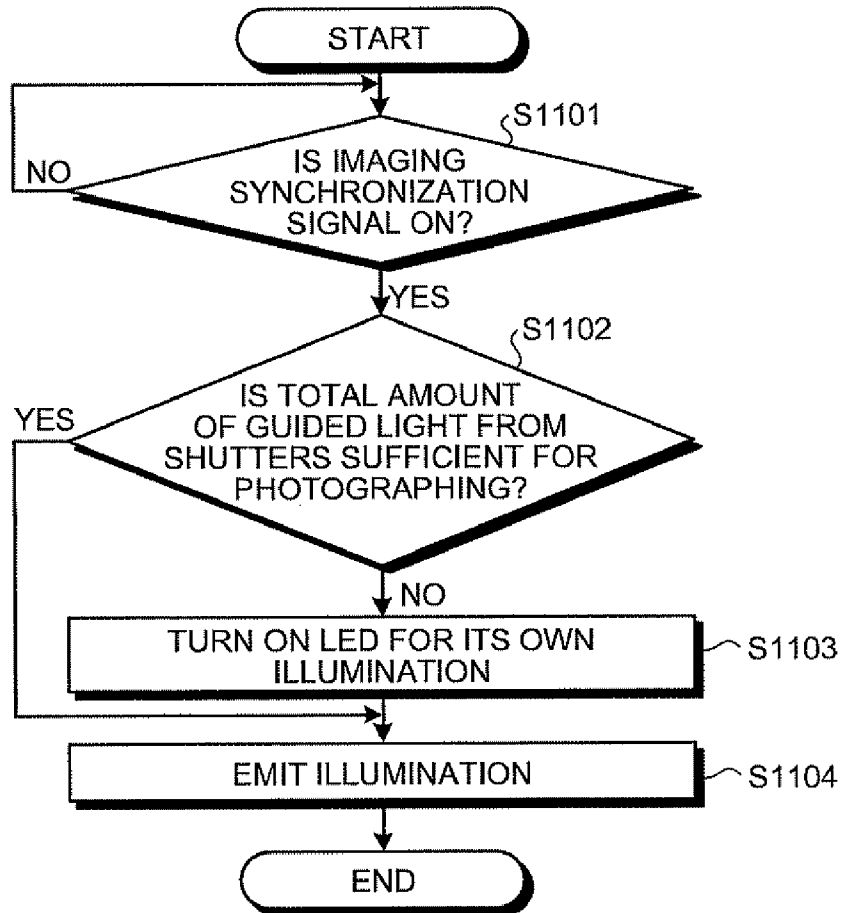 START
S1101
IS IMAGING
SYNCHRONIZATION
SIGNAL ON?
NO
YES
S1102
IS TOTAL AMOUNT
OF GUIDED LIGHT FROM
SHUTTERS SUFFICIENT FOR
PHOTOGRAPHING?
YES
NO
TURN ON LED FOR ITS OWN
ILLUMINATION
S1103
EMIT ILLUMINATION
S1104
END